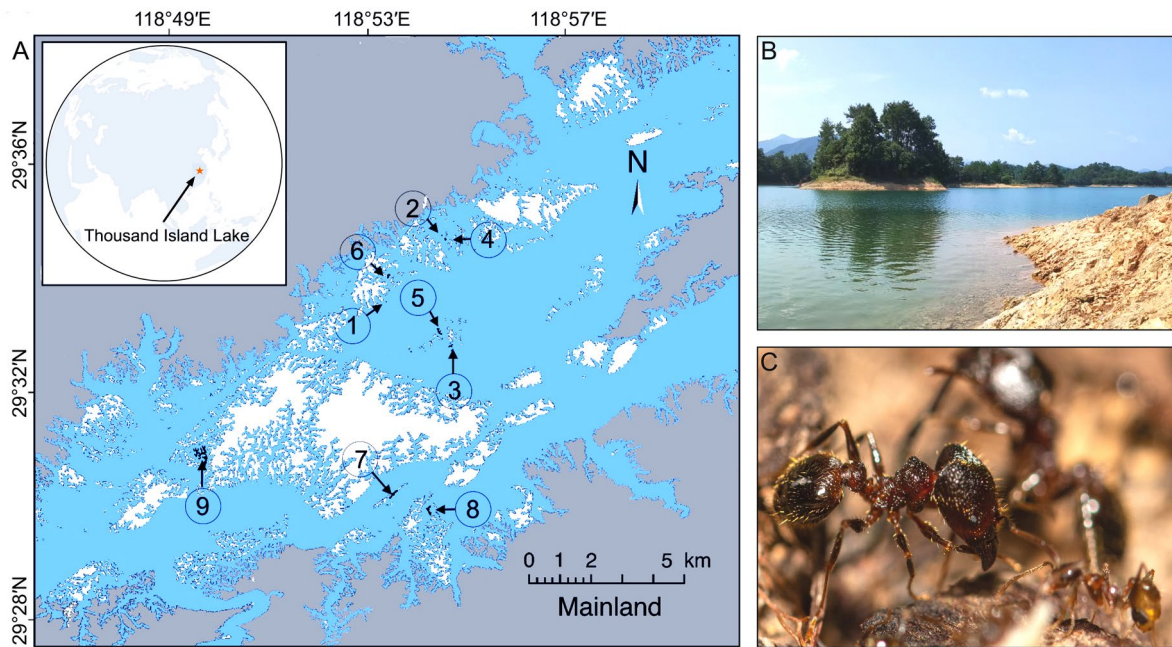 118°49′E
118°53′E
118°57′E
A
Thousand Island Lake
29°36′N
29°32′N
29°28′N
N
2
4
6
5
1
3
7
9
8
0 1 2 5 km
Mainland
B
C